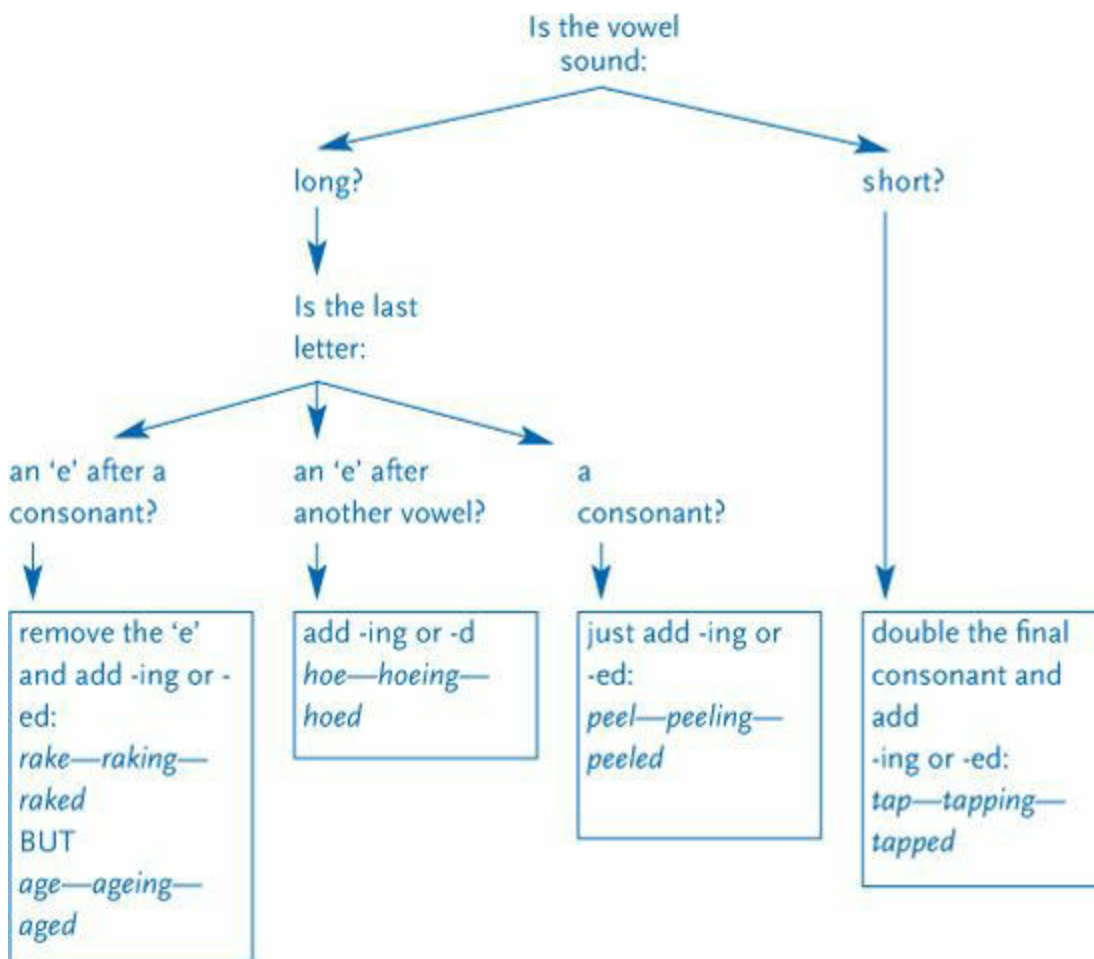 Is the vowel
sound:
long?
short?
Is the last
letter:
an ‘e’ after a
consonant?
an ‘e’ after
another vowel?
a
consonant?
remove the ‘e’
and add -ing or -
ed:
rake—raking—
raked
BUT
age—ageing—
aged
add -ing or -d
hoe—hoeing—
hoed
just add -ing or
-ed:
peel—peeling—
peeled
double the final
consonant and
add
-ing or -ed:
tap—tapping—
tapped